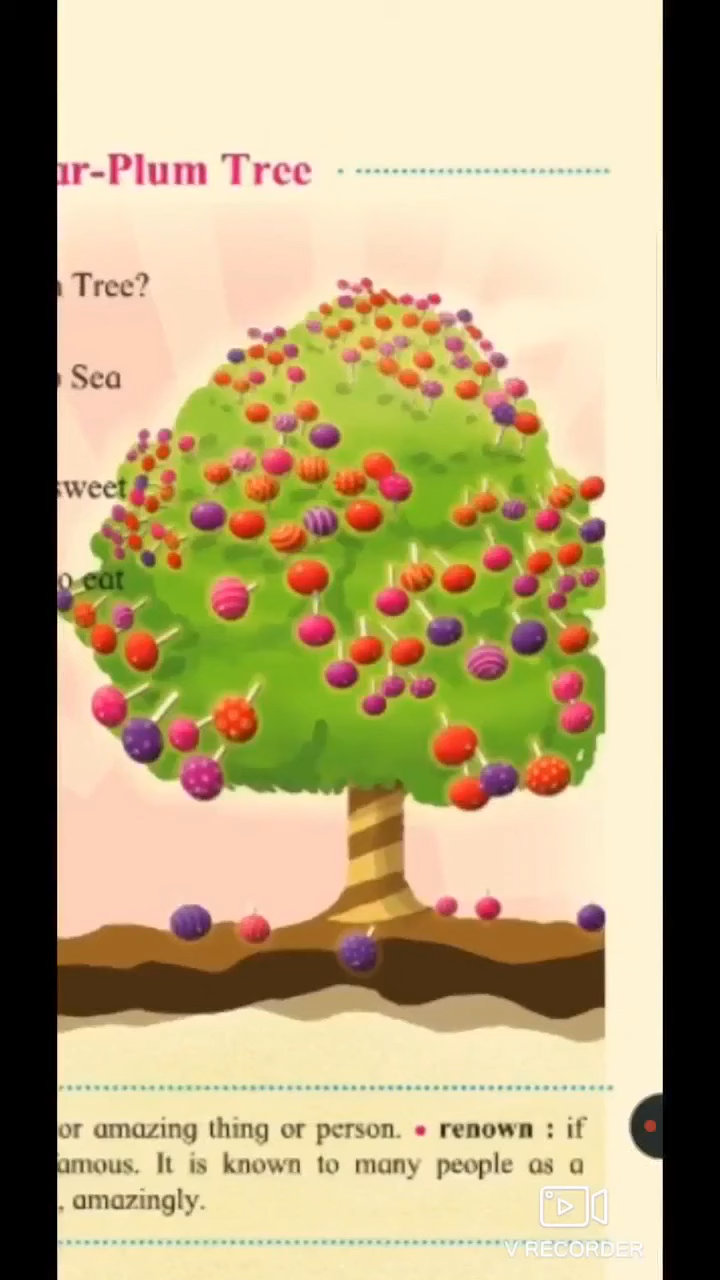 ar-Plum Tree
Tree?
Sea
sweet
eat
or amazing thing or person. • renown : if
amous. It is known to many people as a
, amazingly.
V RECORDER